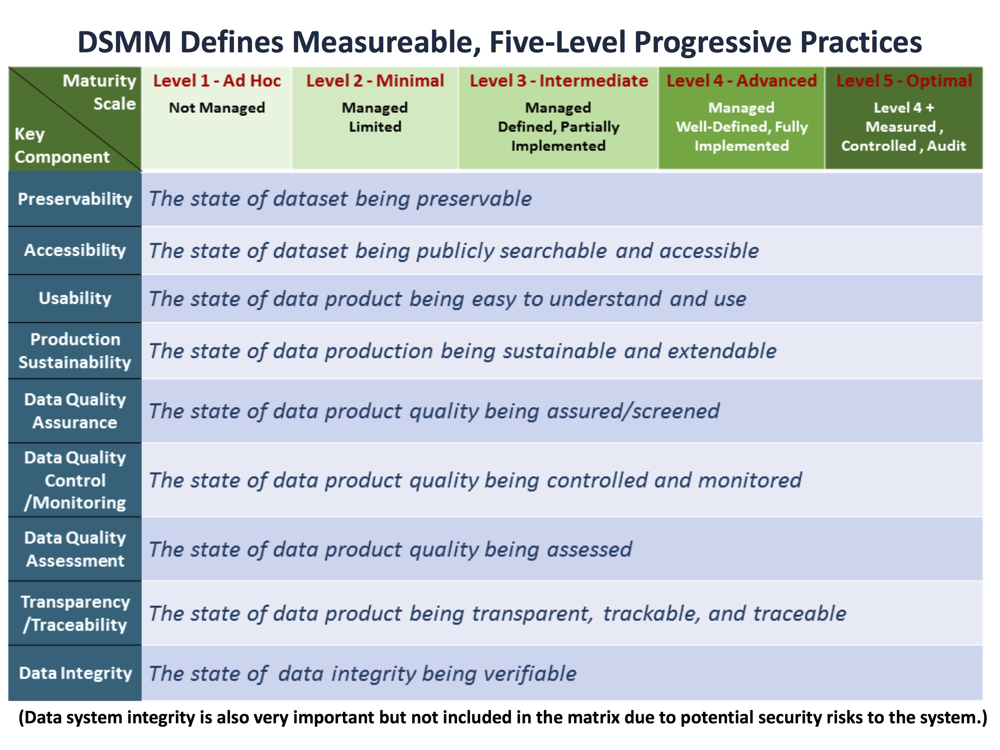 DSMM Defines Measureable, Five-Level Progressive Practices
Maturity
Scale
Key
Component
Level 1 - Ad Hoc
Not Managed
Level 2 - Minimal
Managed
Limited
Level 3 - Intermediate
Managed
Defined, Partially
Implemented
Level 4 - Advanced
Managed
Well-Defined, Fully
Implemented
Level 5 - Optimal
Level 4 +
Measured ,
Controlled , Audit
Preservability
The state of dataset being preservable
Accessibility
The state of dataset being publicly searchable and accessible
Usability
The state of data product being easy to understand and use
Production
Sustainability
The state of data production being sustainable and extendable
Data Quality
Assurance
The state of data product quality being assured/screened
Data Quality
Control
/Monitoring
The state of data product quality being controlled and monitored
Data Quality
Assessment
The state of data product quality being assessed
Transparency
/Traceability
The state of data product being transparent, trackable, and traceable
Data Integrity
The state of data integrity being verifiable
(Data system integrity is also very important but not included in the matrix due to potential security risks to the system.)